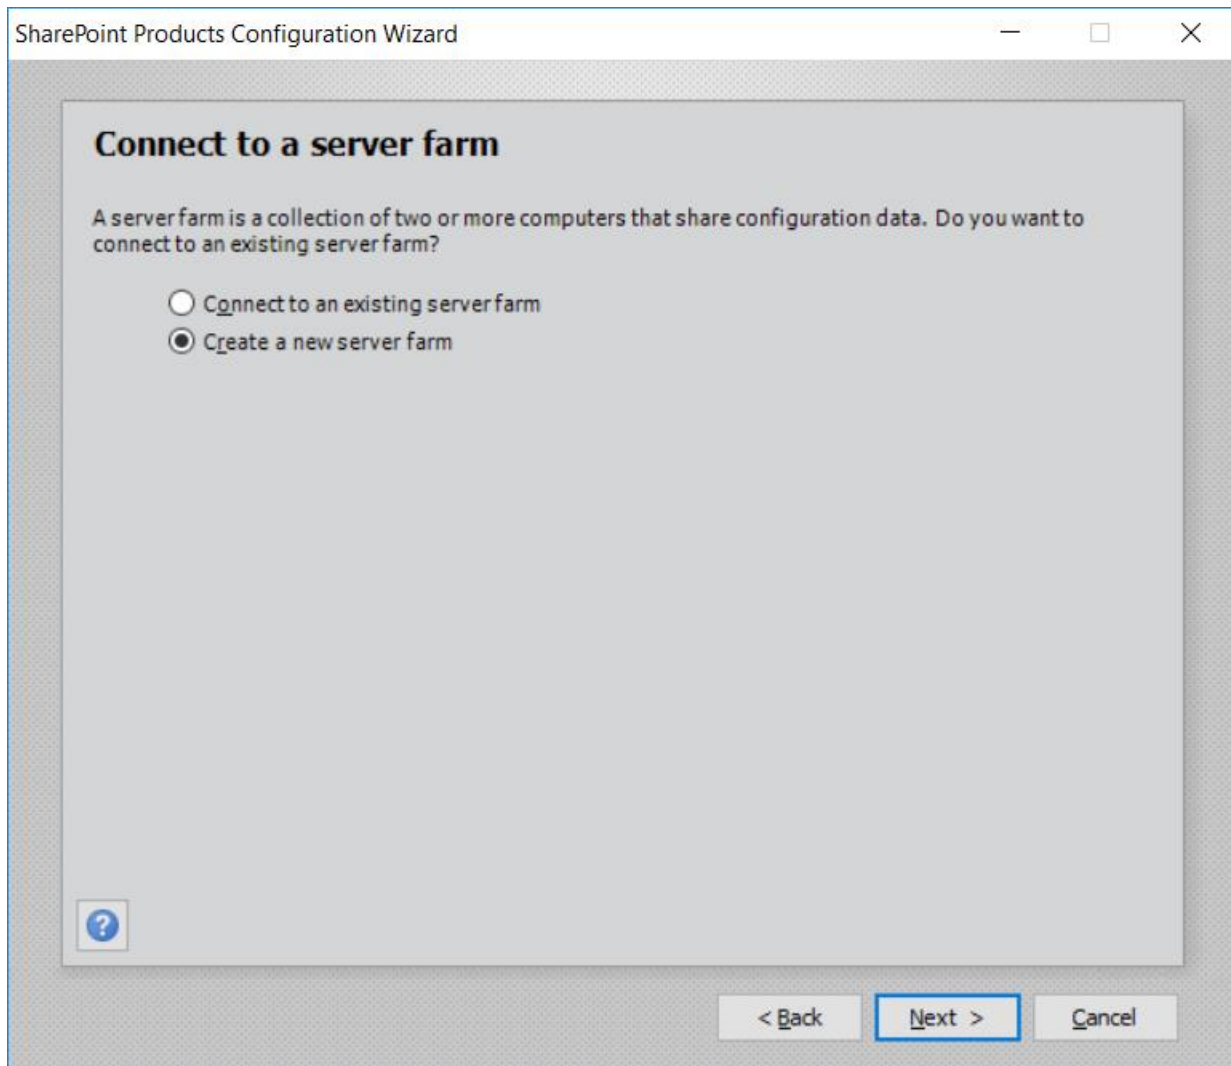 SharePoint Products Configuration Wizard
Connect to a server farm
A server farm is a collection of two or more computers that share configuration data. Do you want to
connect to an existing server farm?
Connect to an existing server farm
Create a new server farm
?
< Back Next > Cancel